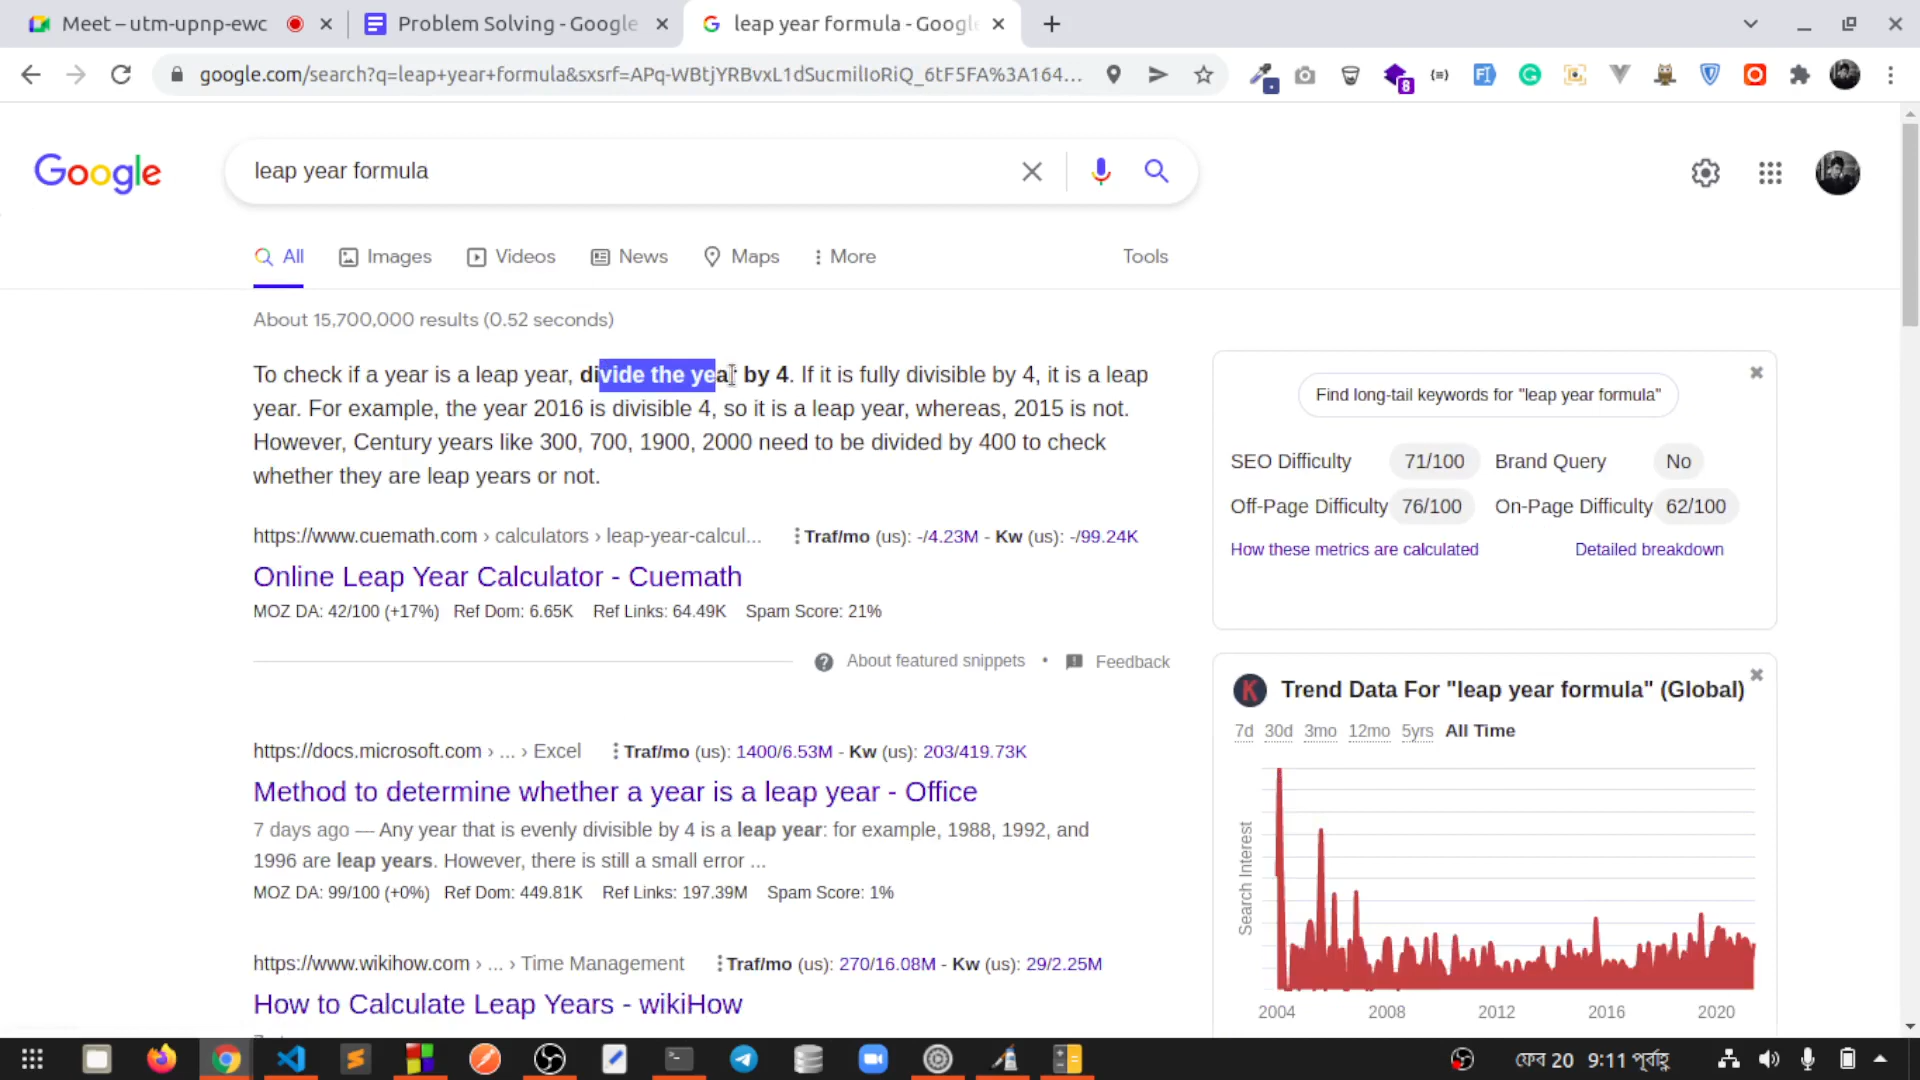 Meet – utm-upnp-ewc
Problem Solving - Google
leap year formula - Google
google.com/search?q=leap+year+formula&sxsrf=APq-WBtjYRBvxL1dSucmilIoRiQ_6tF5FA%3A164...
8
Google
leap year formula
All
Images
Videos
News
Maps
More
Tools
About 15,700,000 results (0.52 seconds)
To check if a year is a leap year, divide the year by 4. If it is fully divisible by 4, it is a leap
year. For example, the year 2016 is divisible 4, so it is a leap year, whereas, 2015 is not.
However, Century years like 300, 700, 1900, 2000 need to be divided by 400 to check
whether they are leap years or not.
https://www.cuemath.com › calculators › leap-year-calcul...
Traf/mo (us): -/4.23M - Kw (us): -/99.24K
Online Leap Year Calculator - Cuemath
MOZ DA: 42/100 (+17%) Ref Dom: 6.65K Ref Links: 64.49K Spam Score: 21%
About featured snippets • Feedback
https://docs.microsoft.com › ... › Excel
Traf/mo (us): 1400/6.53M - Kw (us): 203/419.73K
Method to determine whether a year is a leap year - Office
7 days ago — Any year that is evenly divisible by 4 is a leap year: for example, 1988, 1992, and
1996 are leap years. However, there is still a small error ...
MOZ DA: 99/100 (+0%) Ref Dom: 449.81K Ref Links: 197.39M Spam Score: 1%
https://www.wikihow.com › ... › Time Management
Traf/mo (us): 270/16.08M - Kw (us): 29/2.25M
How to Calculate Leap Years - wikiHow
Find long-tail keywords for "leap year formula"
SEO Difficulty 71/100 Brand Query No
Off-Page Difficulty 76/100 On-Page Difficulty 62/100
How these metrics are calculated
Detailed breakdown
K
Trend Data For "leap year formula" (Global)
7d 30d 3mo 12mo 5yrs All Time
Search Interest
2004 2008 2012 2016 2020
ফেব 20 9:11 পূর্বাহ্ণ